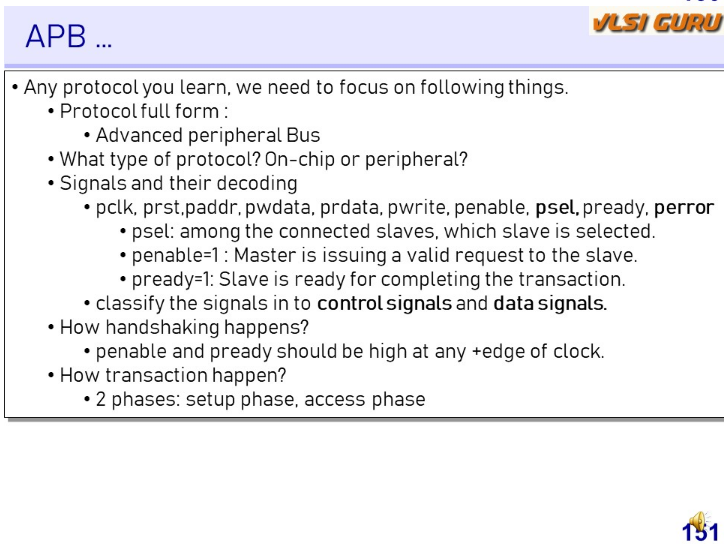 VLSI GURU
APB ...
• Any protocol you learn, we need to focus on following things.
• Protocol full form :
• Advanced peripheral Bus
• What type of protocol? On-chip or peripheral?
• Signals and their decoding
• pclk, prst,paddr, pwdata, prdata, pwrite, penable, psel, pready, perror
• psel: among the connected slaves, which slave is selected.
• penable=1 : Master is issuing a valid request to the slave.
• pready=1: Slave is ready for completing the transaction.
• classify the signals in to control signals and data signals.
• How handshaking happens?
• penable and pready should be high at any +edge of clock.
• How transaction happen?
• 2 phases: setup phase, access phase
151